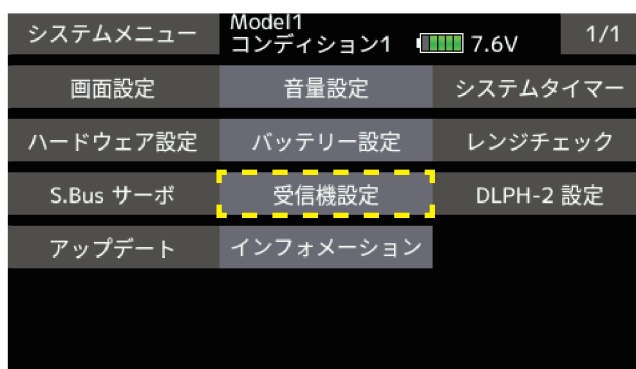 システムメニュー
Model1
コンディション1 7.6V
1/1
画面設定 音量設定 システムタイマー
ハードウェア設定 バッテリー設定 レンジチェック
S.Bus サーボ 受信機設定 DLPH-2 設定
アップデート インフォメーション